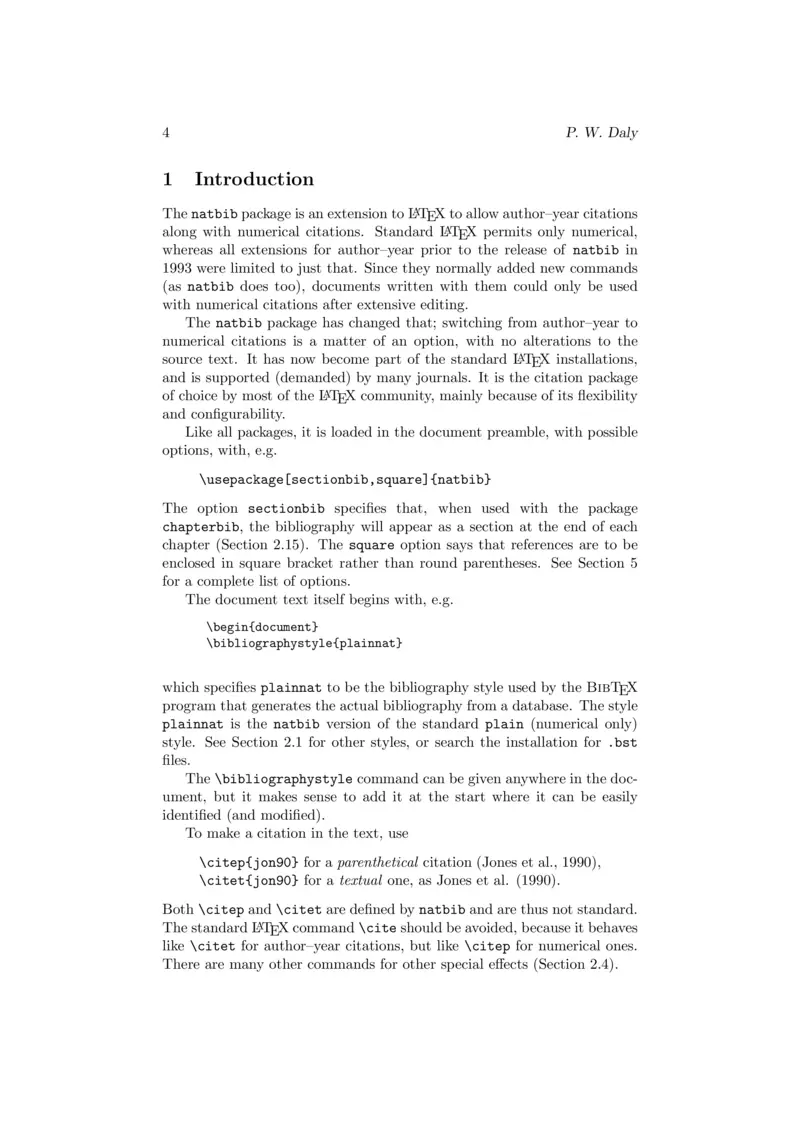 4 P. W. Daly
1 Introduction
The natbib package is an extension to LATEX to allow author–year citations
along with numerical citations. Standard LATEX permits only numerical,
whereas all extensions for author–year prior to the release of natbib in
1993 were limited to just that. Since they normally added new commands
(as natbib does too), documents written with them could only be used
with numerical citations after extensive editing.
The natbib package has changed that; switching from author–year to
numerical citations is a matter of an option, with no alterations to the
source text. It has now become part of the standard LATEX installations,
and is supported (demanded) by many journals. It is the citation package
of choice by most of the LATEX community, mainly because of its flexibility
and configurability.
Like all packages, it is loaded in the document preamble, with possible
options, with, e.g.
\usepackage[sectionbib,square]{natbib}
The option sectionbib specifies that, when used with the package
chapterbib, the bibliography will appear as a section at the end of each
chapter (Section 2.15). The square option says that references are to be
enclosed in square bracket rather than round parentheses. See Section 5
for a complete list of options.
The document text itself begins with, e.g.
\begin{document}
\bibliographystyle{plainnat}
which specifies plainnat to be the bibliography style used by the BIBTEX
program that generates the actual bibliography from a database. The style
plainnat is the natbib version of the standard plain (numerical only)
style. See Section 2.1 for other styles, or search the installation for .bst
files.
The \bibliographystyle command can be given anywhere in the doc-
ument, but it makes sense to add it at the start where it can be easily
identified (and modified).
To make a citation in the text, use
\citep{jon90} for a parenthetical citation (Jones et al., 1990),
\citet{jon90} for a textual one, as Jones et al. (1990).
Both \citep and \citet are defined by natbib and are thus not standard.
The standard LATEX command \cite should be avoided, because it behaves
like \citet for author–year citations, but like \citep for numerical ones.
There are many other commands for other special effects (Section 2.4).